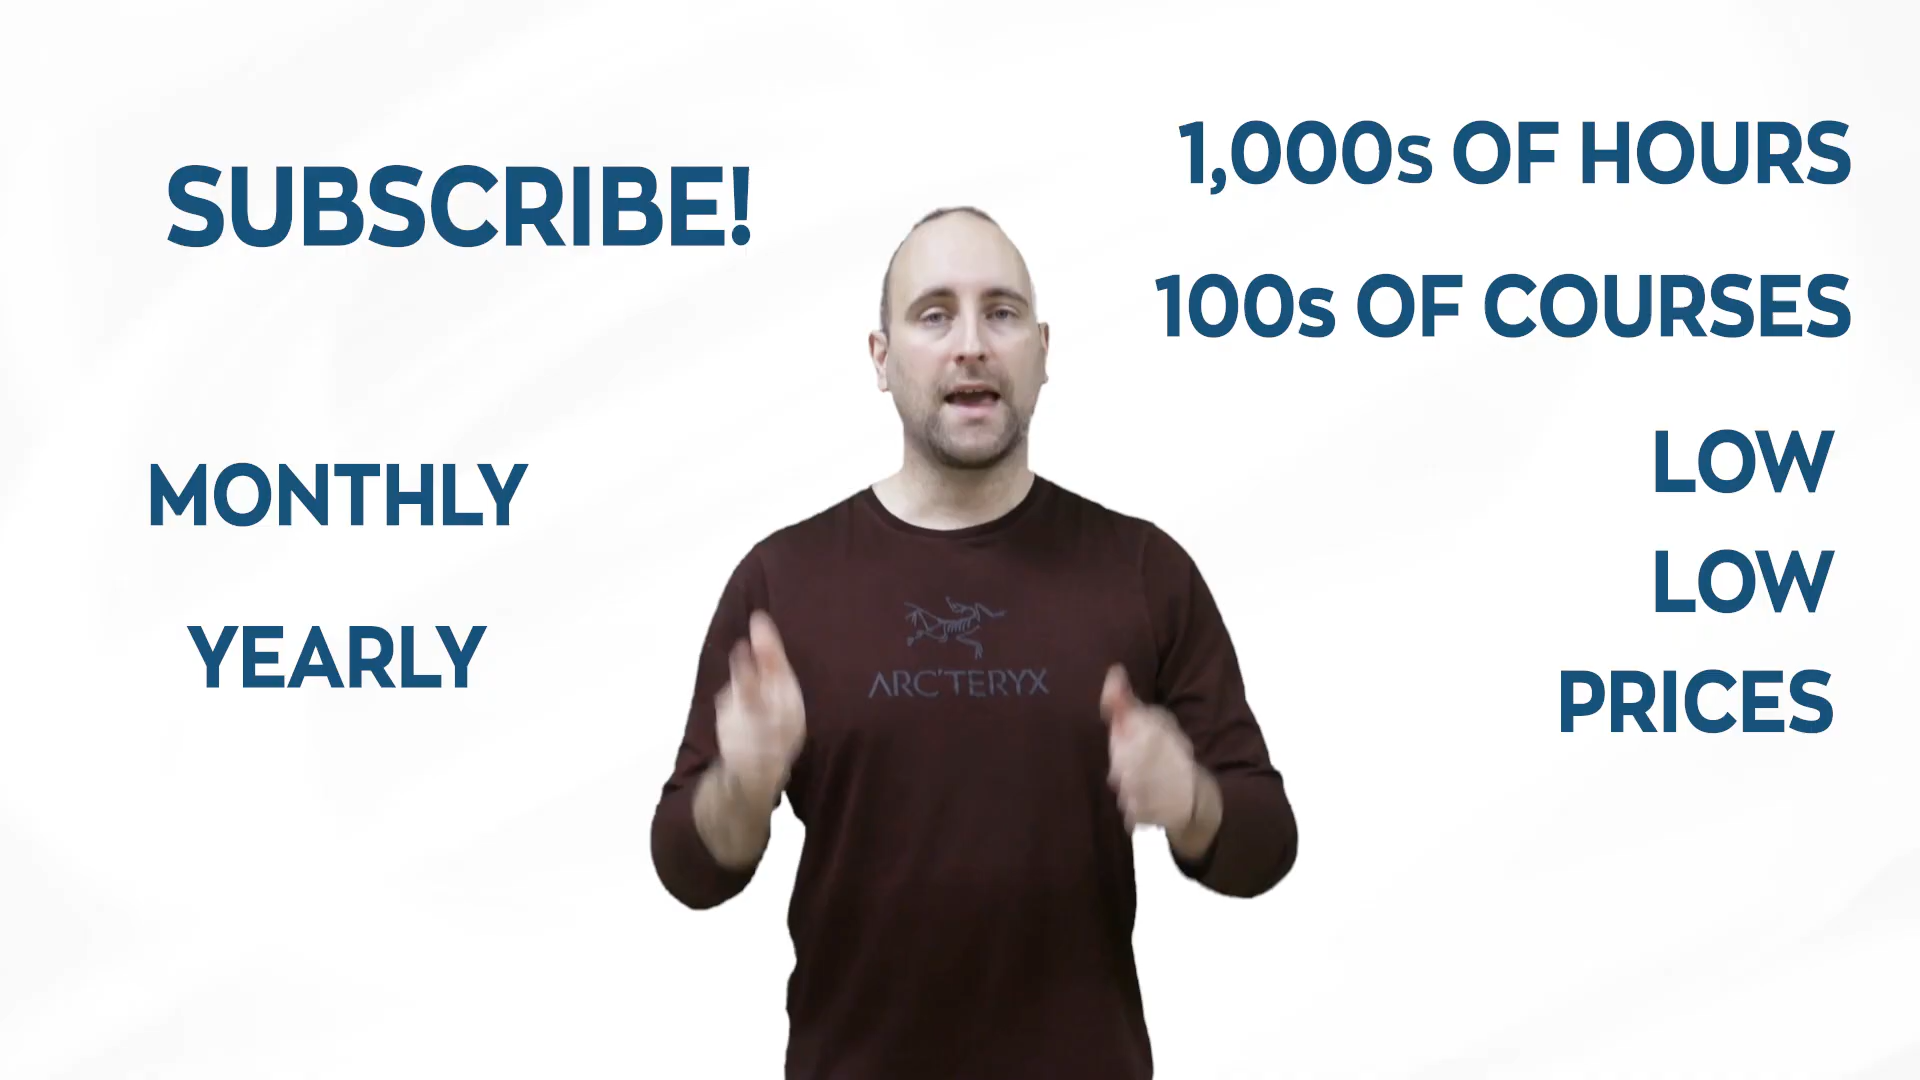 SUBSCRIBE!
MONTHLY
YEARLY
1,000s OF HOURS
100s OF COURSES
LOW
LOW
PRICES
ARC'TERYX